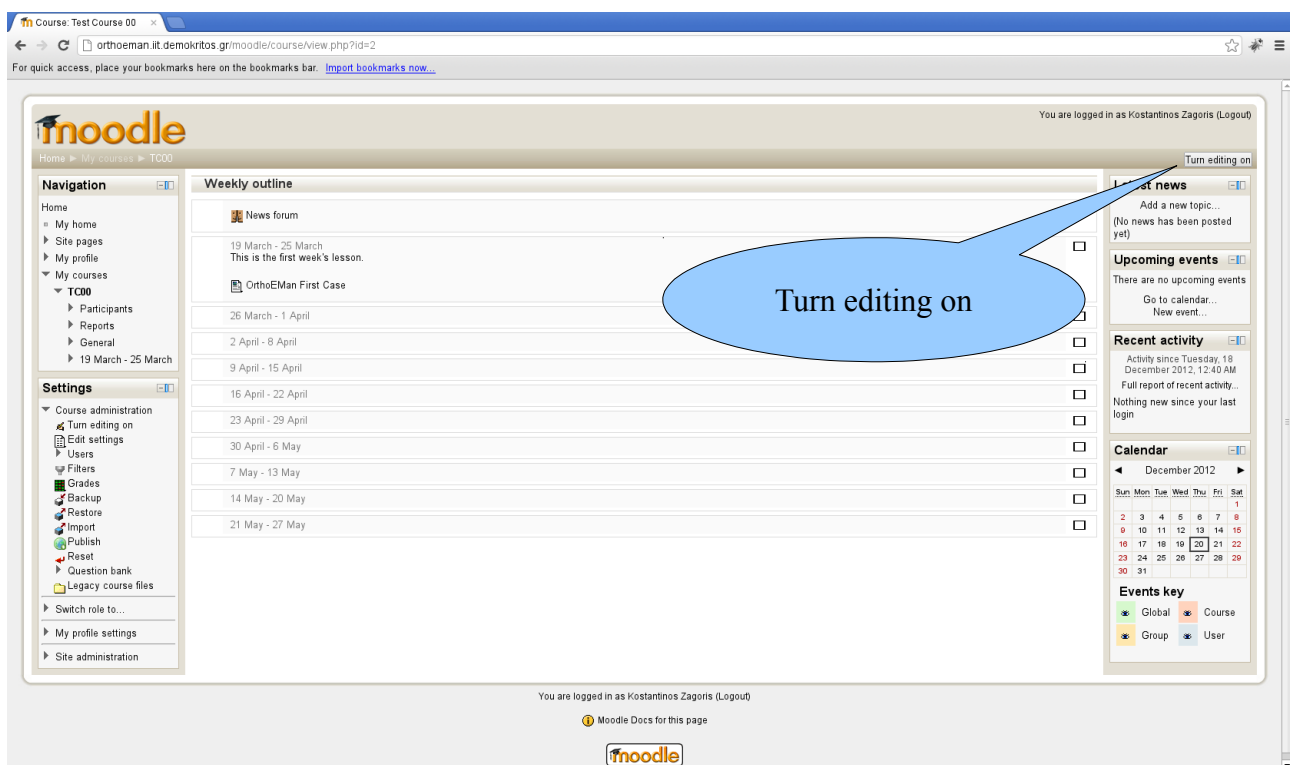 Course: Test Course 00
orthoeman.iit.demokritos.gr/moodle/course/view.php?id=2
For quick access, place your bookmarks here on the bookmarks bar. Import bookmarks now...
moodle
You are logged in as Kostantinos Zagoris (Logout)
Home ► My courses ► TC00
Turn editing on
Navigation
Home
My home
Site pages
My profile
My courses
TC00
Participants
Reports
General
19 March - 25 March
Settings
Course administration
Turn editing on
Edit settings
Users
Filters
Grades
Backup
Restore
Import
Publish
Reset
Question bank
Legacy course files
Switch role to...
My profile settings
Site administration
Weekly outline
News forum
19 March - 25 March
This is the first week's lesson.
OrthoEMan First Case
26 March - 1 April
2 April - 8 April
9 April - 15 April
16 April - 22 April
23 April - 29 April
30 April - 6 May
7 May - 13 May
14 May - 20 May
21 May - 27 May
Turn editing on
Latest news
Add a new topic...
(No news has been posted
yet)
Upcoming events
There are no upcoming events
Go to calendar...
New event...
Recent activity
Activity since Tuesday, 18
December 2012, 12:40 AM
Full report of recent activity...
Nothing new since your last
login
Calendar
◄ December 2012 ►
Sun Mon Tue Wed Thu Fri Sat
1
2 3 4 5 6 7 8
9 10 11 12 13 14 15
16 17 18 19 20 21 22
23 24 25 26 27 28 29
30 31
Events key
Global Course
Group User
You are logged in as Kostantinos Zagoris (Logout)
Moodle Docs for this page
moodle